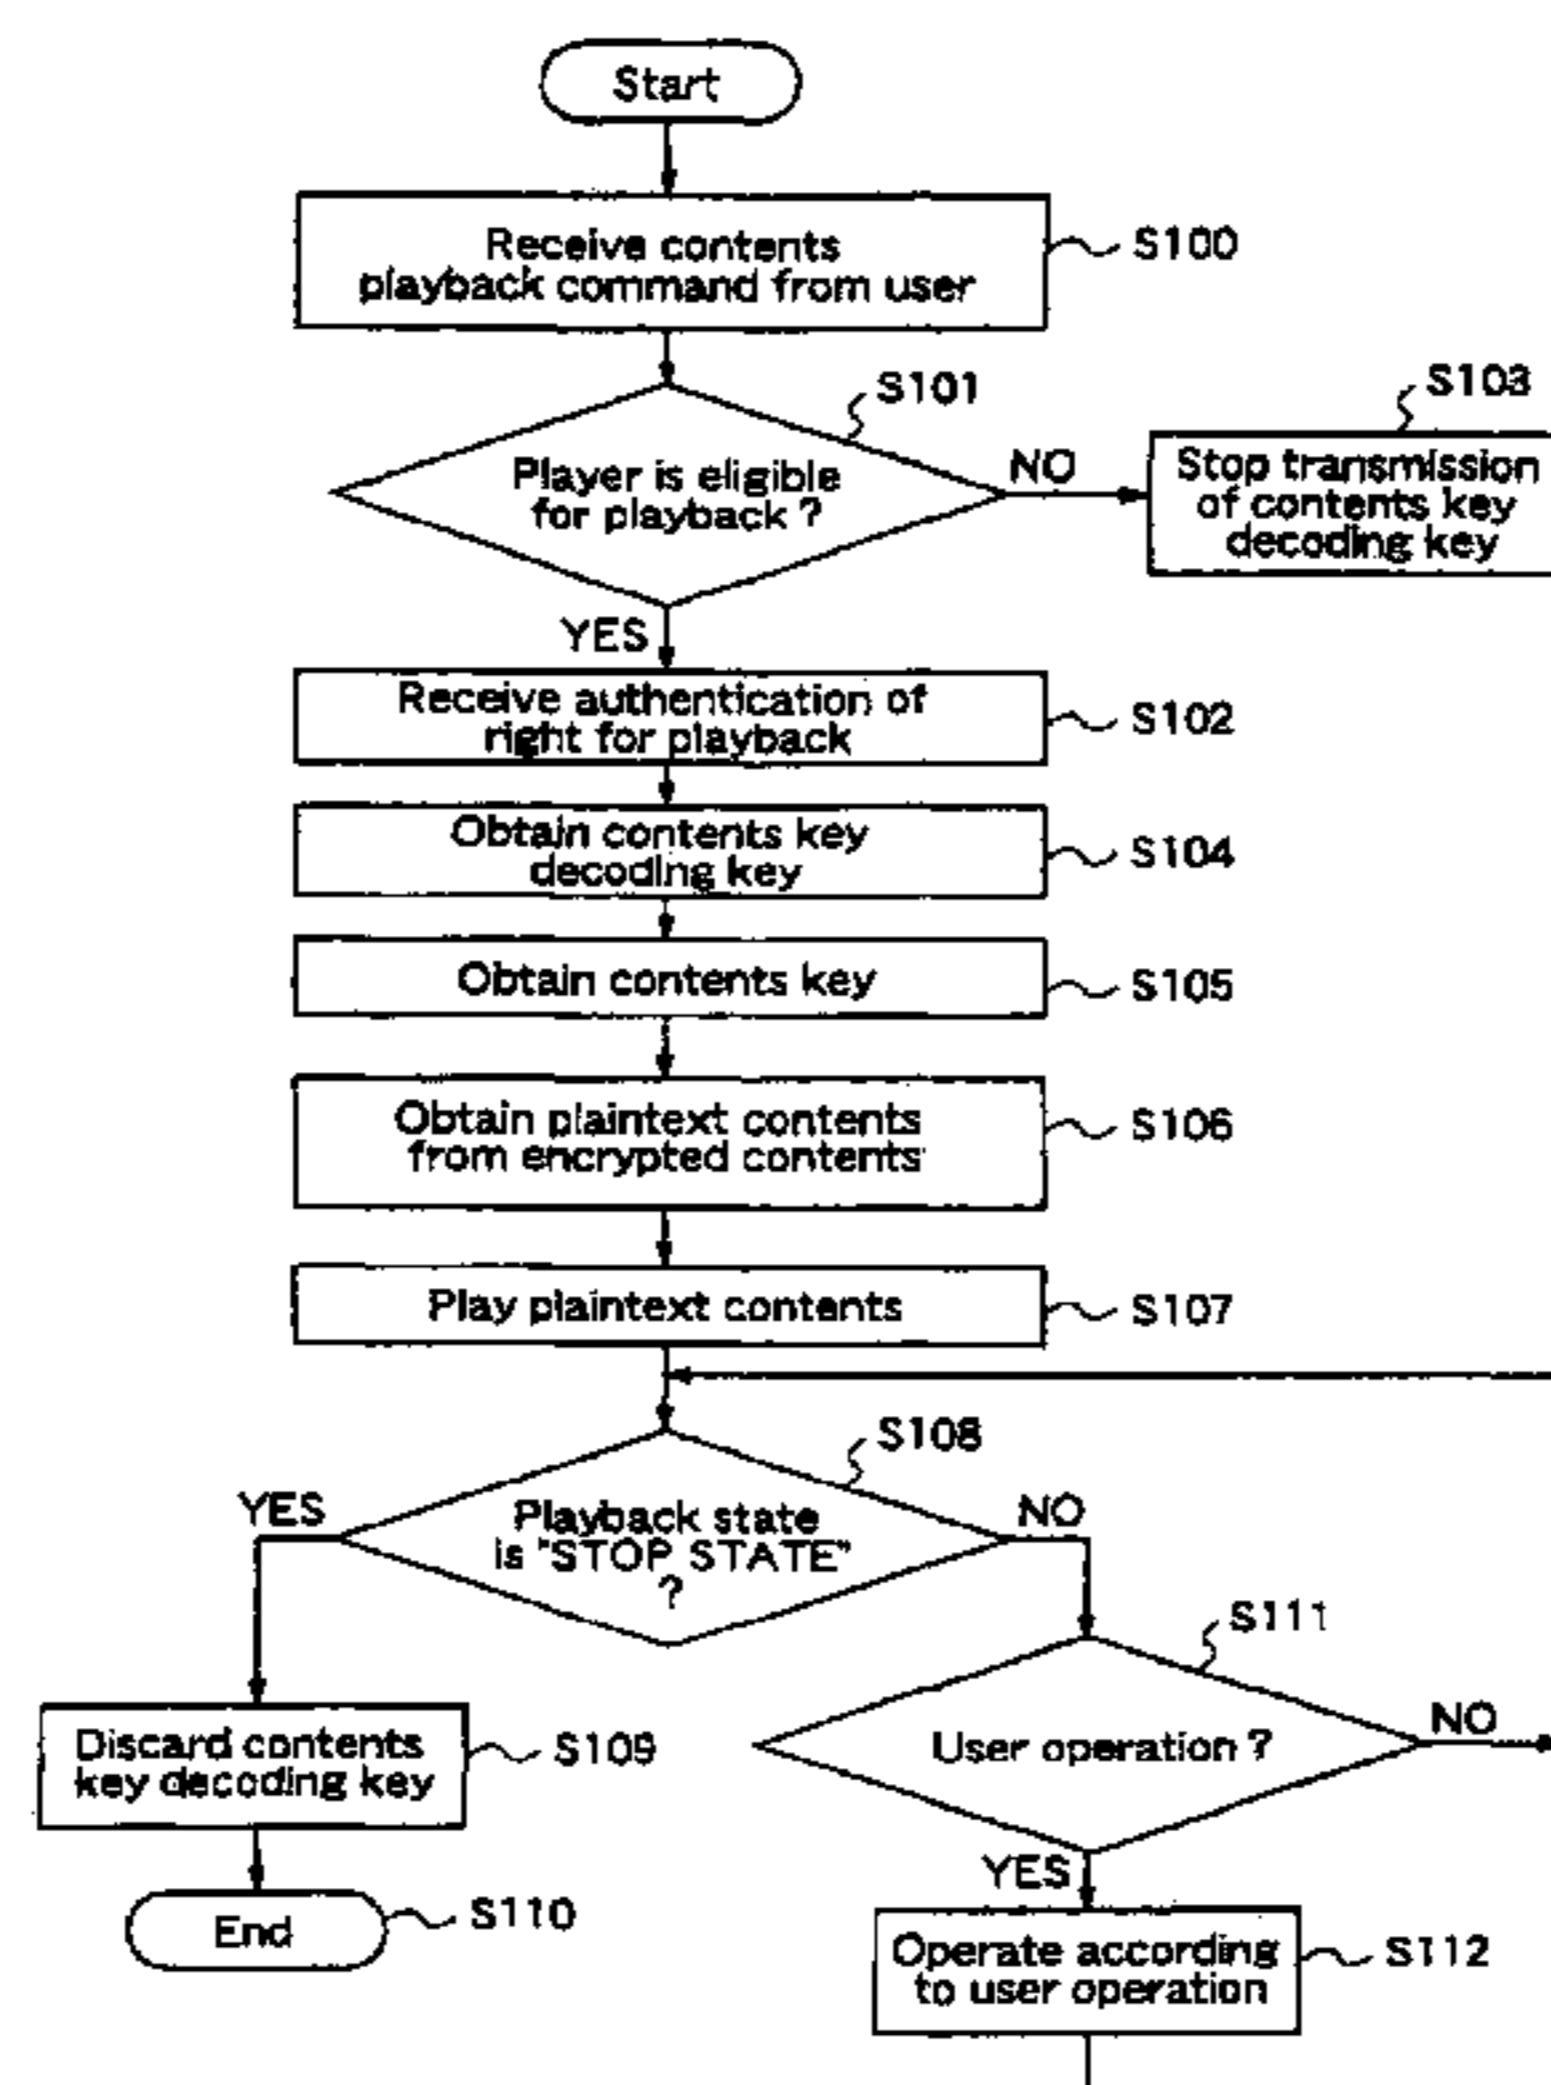 Start
Receive contents
playback command from user
S100
S101
Player is eligible
for playback ?
NO
S103
Stop transmission
of contents key
decoding key
YES
Receive authentication of
right for playback
S102
Obtain contents key
decoding key
S104
Obtain contents key
S105
Obtain plaintext contents
from encrypted contents
S106
Play plaintext contents
S107
S108
Playback state
is "STOP STATE"
?
YES
NO
S111
User operation ?
NO
Discard contents
key decoding key
S109
YES
End
S110
Operate according
to user operation
S112